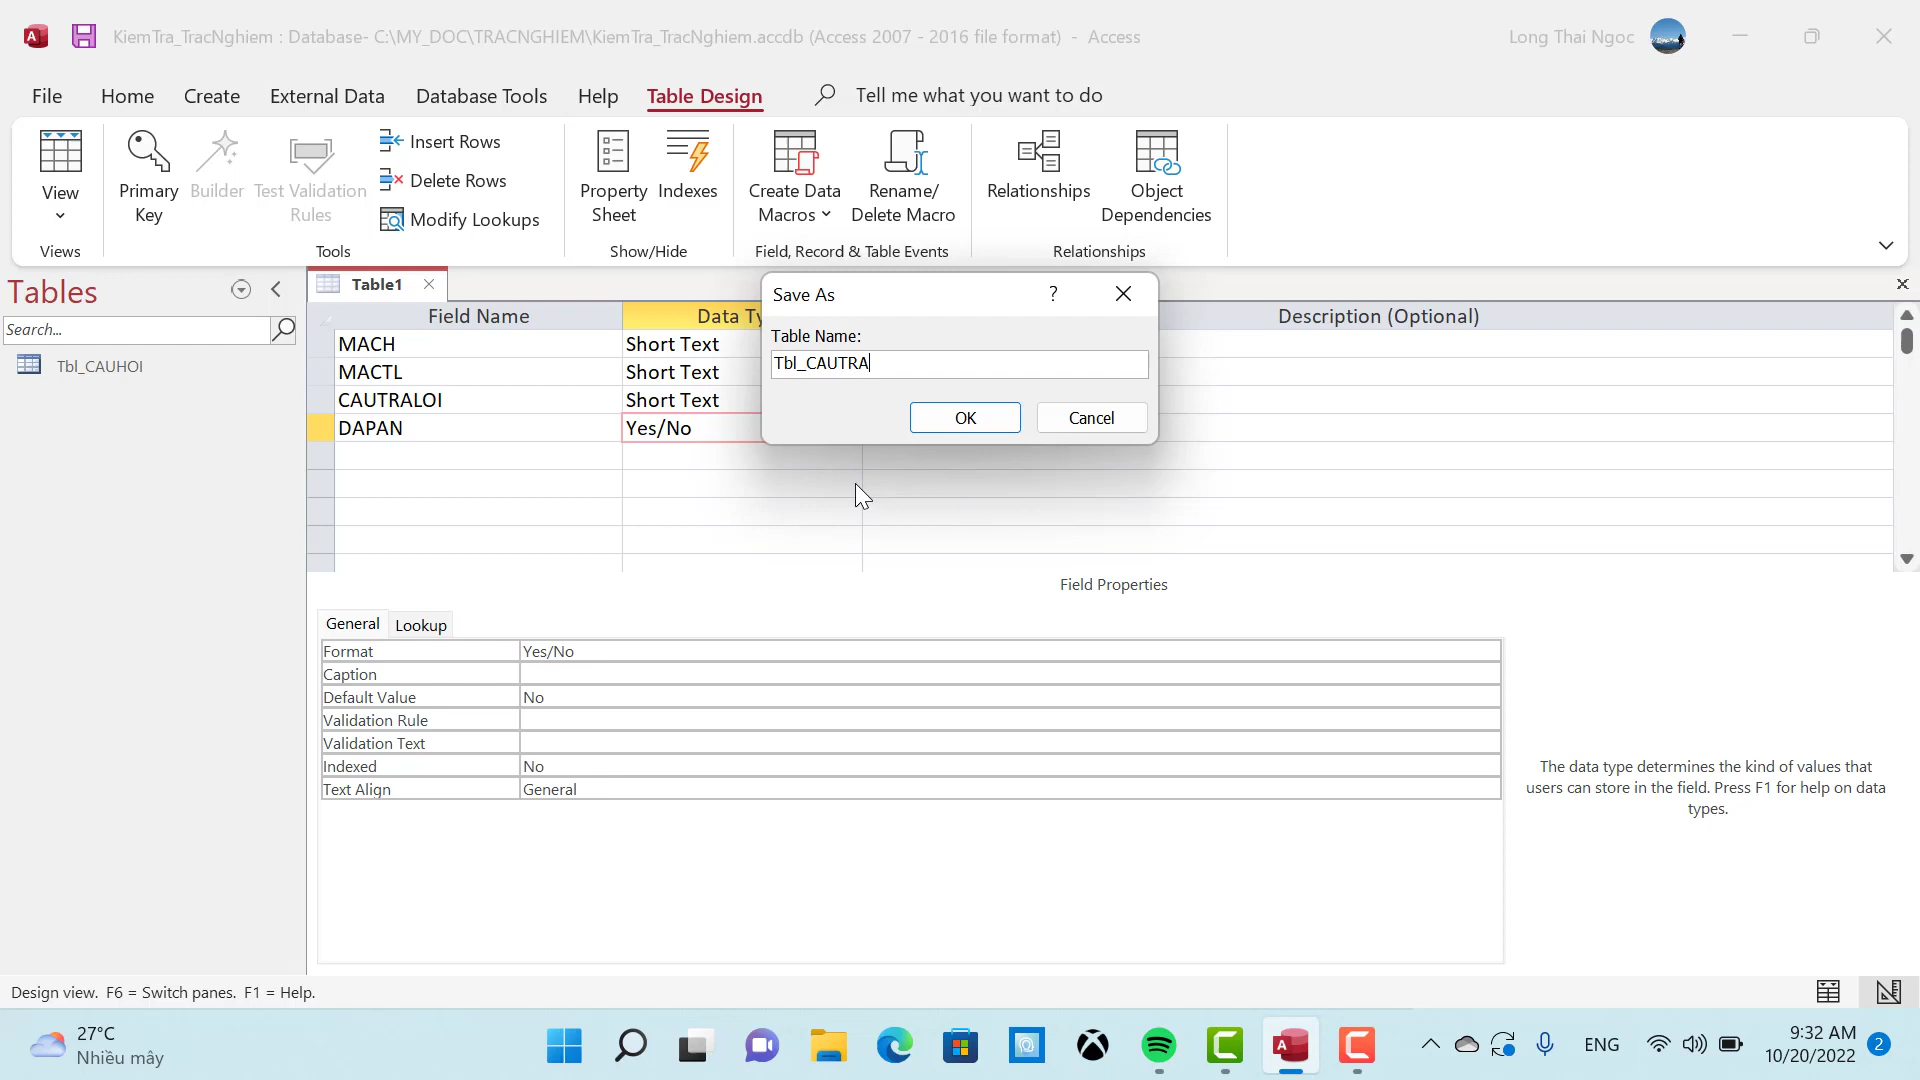 KiemTra_TracNghiem : Database- C:\MY_DOC\TRACNGHIEM\KiemTra_TracNghiem.accdb (Access 2007 - 2016 file format) - Access
Long Thai Ngoc
File Home Create External Data Database Tools Help Table Design Tell me what you want to do
View
Primary Key
Builder
Test Validation Rules
Insert Rows
Delete Rows
Modify Lookups
Property Sheet
Indexes
Create Data Macros
Rename/ Delete Macro
Relationships
Object Dependencies
Views Tools Show/Hide Field, Record & Table Events Relationships
Tables
Search...
Tbl_CAUHOI
Table1
Field Name Data Ty Description (Optional)
MACH Short Text
MACTL Short Text
CAUTRALOI Short Text
DAPAN Yes/No
Save As ?
Table Name:
Tbl_CAUTRA
OK Cancel
Field Properties
General Lookup
Format Yes/No
Caption
Default Value No
Validation Rule
Validation Text
Indexed No
Text Align General
The data type determines the kind of values that
users can store in the field. Press F1 for help on data
types.
Design view. F6 = Switch panes. F1 = Help.
27°C
Nhiều mây
ENG
9:32 AM
10/20/2022
2